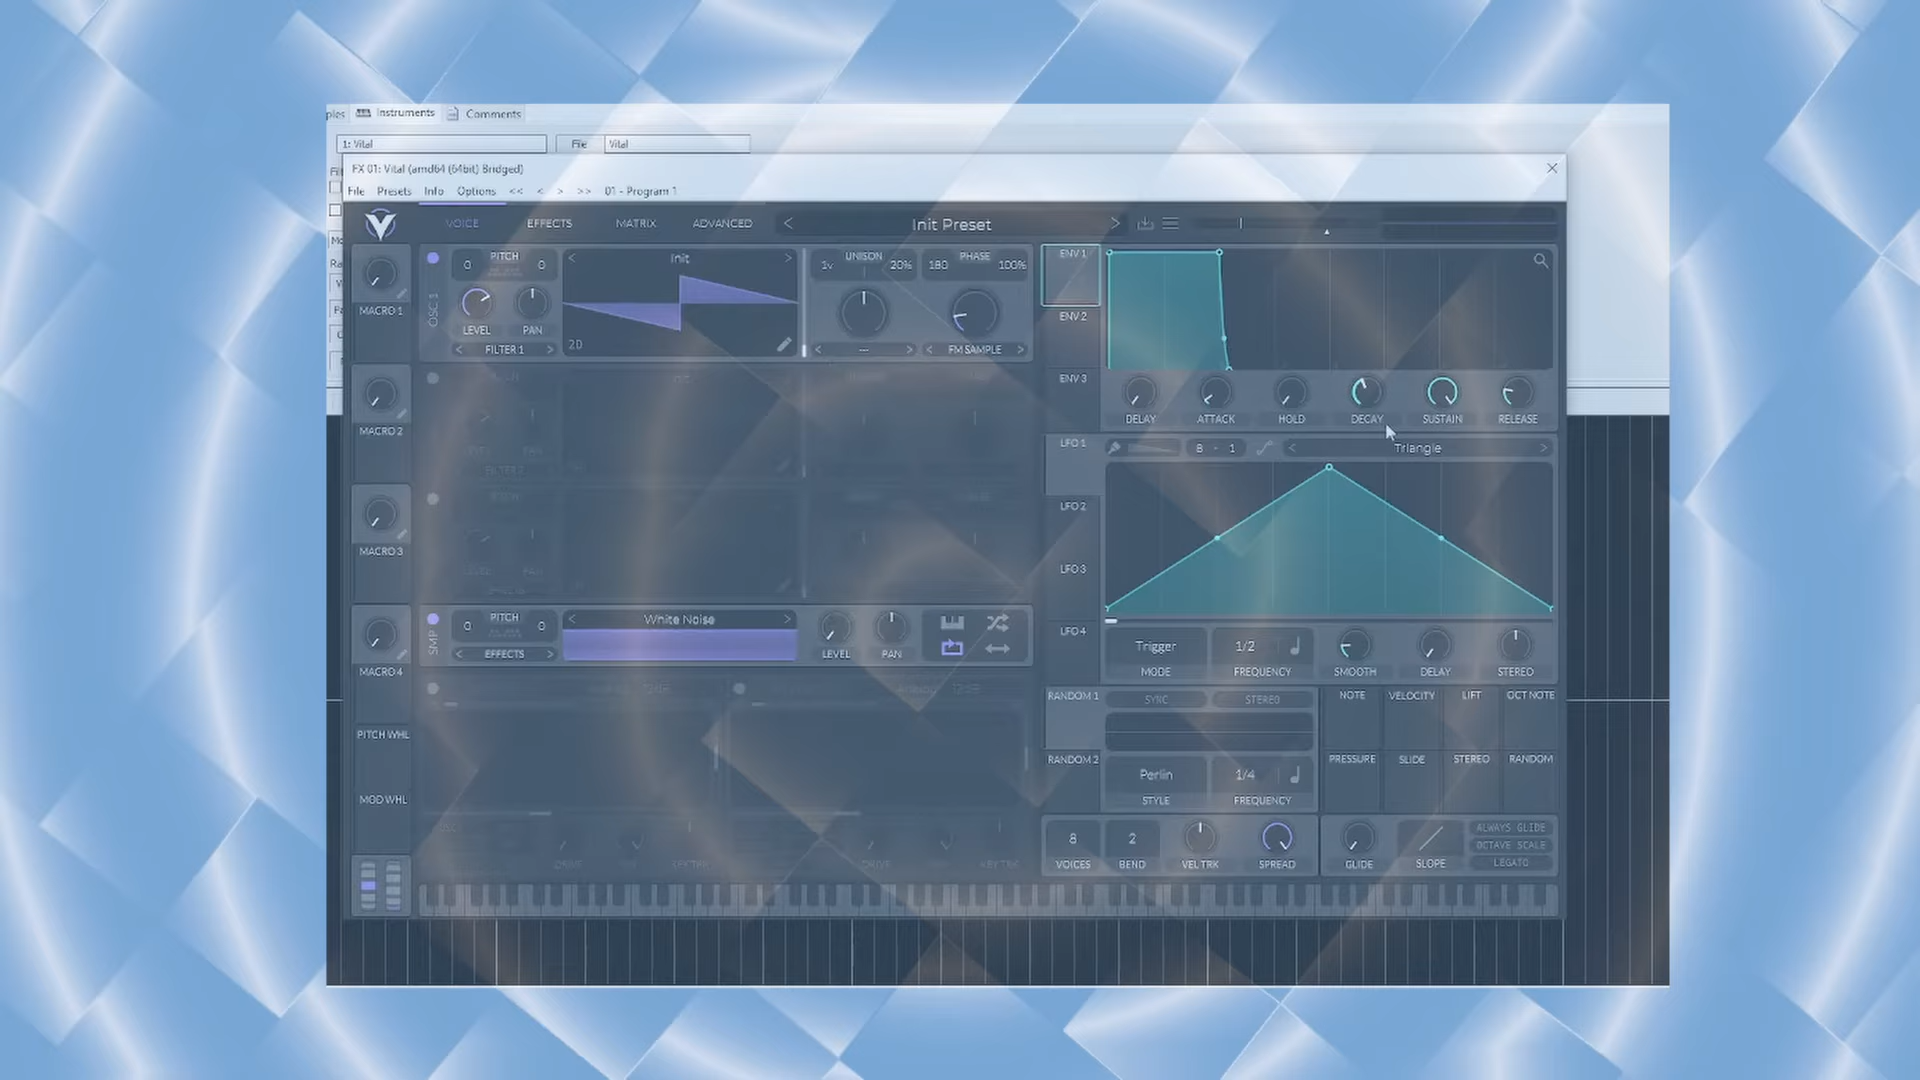 ples Instruments Comments
1: Vital File Vital
FX 01: Vital (amd64 (64bit) Bridged)
File Presets Info Options << < > >> 01 - Program 1
VOICE EFFECTS MATRIX ADVANCED Init Preset
MACRO 1
MACRO 2
MACRO 3
MACRO 4
PITCH WHL
MOD WHL
OSC 1
PITCH
0 0
LEVEL PAN
FILTER 1
Init
2D
UNISON
1v 20%
PHASE
180 100%
FM SAMPLE
SMP
PITCH
0 0
EFFECTS
White Noise
LEVEL PAN
ENV 1
ENV 2
ENV 3
DELAY ATTACK HOLD DECAY SUSTAIN RELEASE
LFO 1
LFO 2
LFO 3
LFO 4
8 - 1 Triangle
Trigger 1/2
MODE FREQUENCY SMOOTH DELAY STEREO
RANDOM 1 SYNC STEREO
RANDOM 2
Perlin 1/4
STYLE FREQUENCY
NOTE VELOCITY LIFT OCT NOTE
PRESSURE SLIDE STEREO RANDOM
8 2
VOICES BEND VEL TRK SPREAD GLIDE SLOPE
ALWAYS GLIDE
OCTAVE SCALE
LEGATO